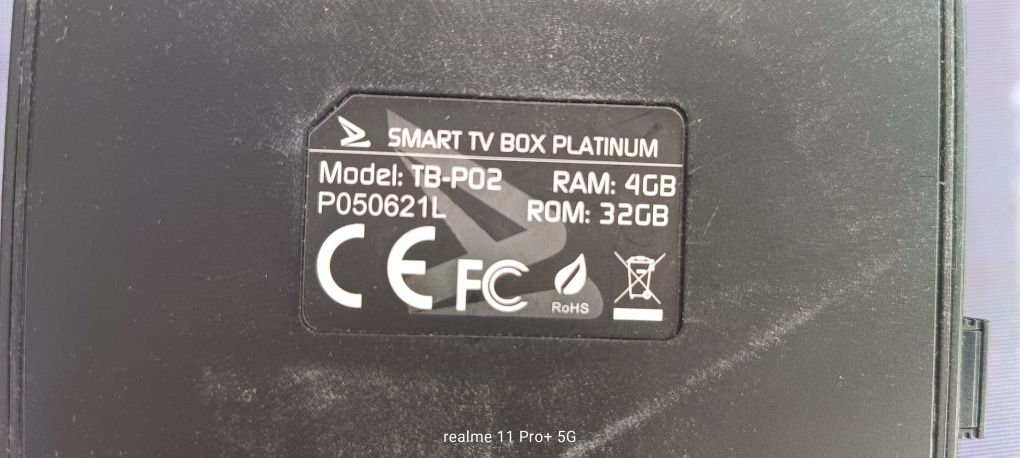 SMART TV BOX PLATINUM
Model: TB-P02 RAM: 4GB
P050621L ROM: 32GB
CE FC RoHS
realme 11 Pro+ 5G